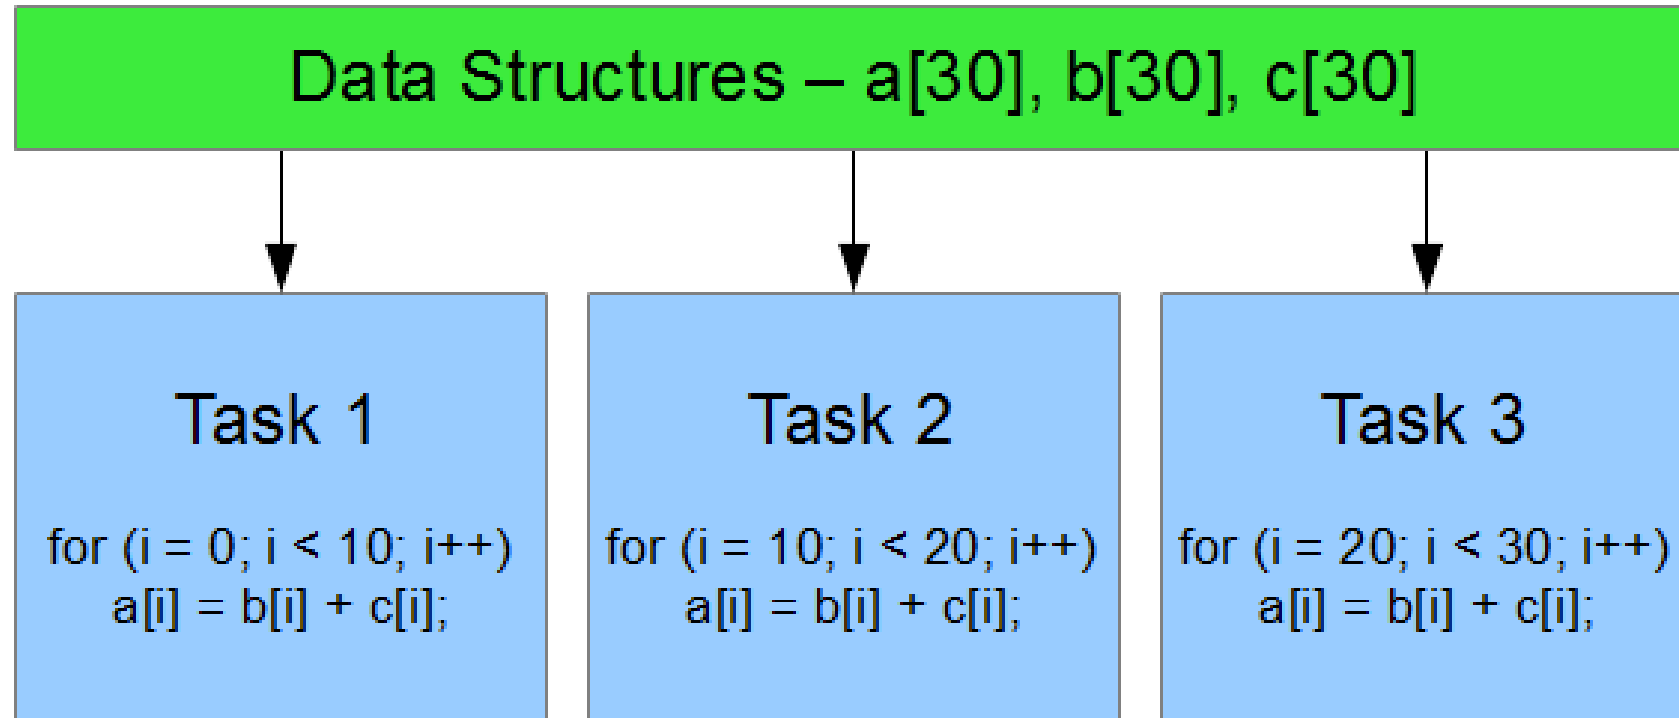 Data Structures – a[30], b[30], c[30]
Task 1
for (i = 0; i < 10; i++)
a[i] = b[i] + c[i];
Task 2
for (i = 10; i < 20; i++)
a[i] = b[i] + c[i];
Task 3
for (i = 20; i < 30; i++)
a[i] = b[i] + c[i];